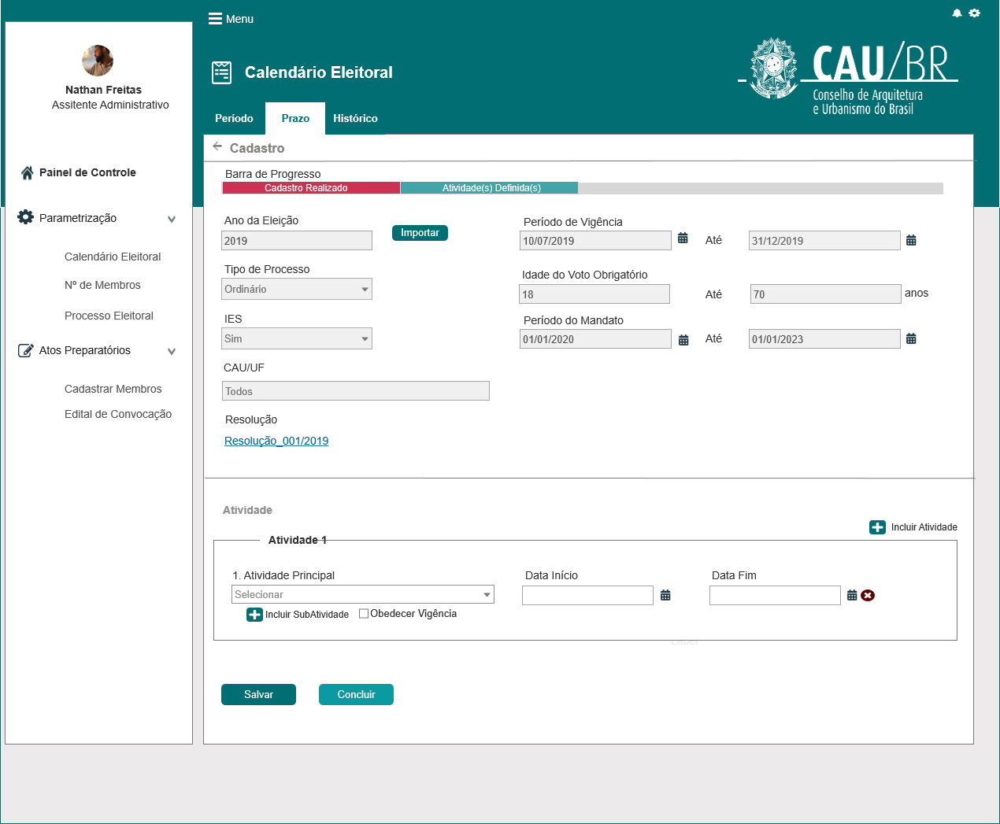 Menu
Nathan Freitas
Assitente Administrativo
Calendário Eleitoral
CAU/BR
Conselho de Arquitetura
e Urbanismo do Brasil
Período
Prazo
Histórico
Painel de Controle
Parametrização
Calendário Eleitoral
Nº de Membros
Processo Eleitoral
Atos Preparatórios
Cadastrar Membros
Edital de Convocação
Cadastro
Barra de Progresso
Cadastro Realizado
Atividade(s) Definida(s)
Ano da Eleição
2019
Importar
Período de Vigência
10/07/2019
Até
31/12/2019
Tipo de Processo
Ordinário
Idade do Voto Obrigatório
18
Até
70
anos
IES
Sim
Período do Mandato
01/01/2020
Até
01/01/2023
CAU/UF
Todos
Resolução
Resolução_001/2019
Atividade
Incluir Atividade
Atividade 1
1. Atividade Principal
Data Início
Data Fim
Selecionar
Incluir SubAtividade
Obedecer Vigência
Label
Salvar
Concluir